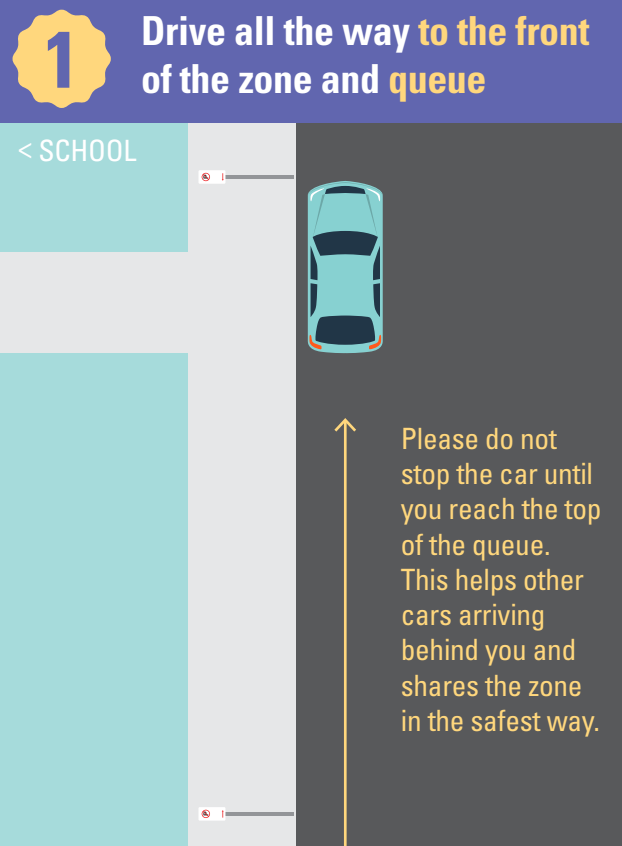 1
Drive all the way to the front
of the zone and queue
< SCHOOL
Please do not
stop the car until
you reach the top
of the queue.
This helps other
cars arriving
behind you and
shares the zone
in the safest way.